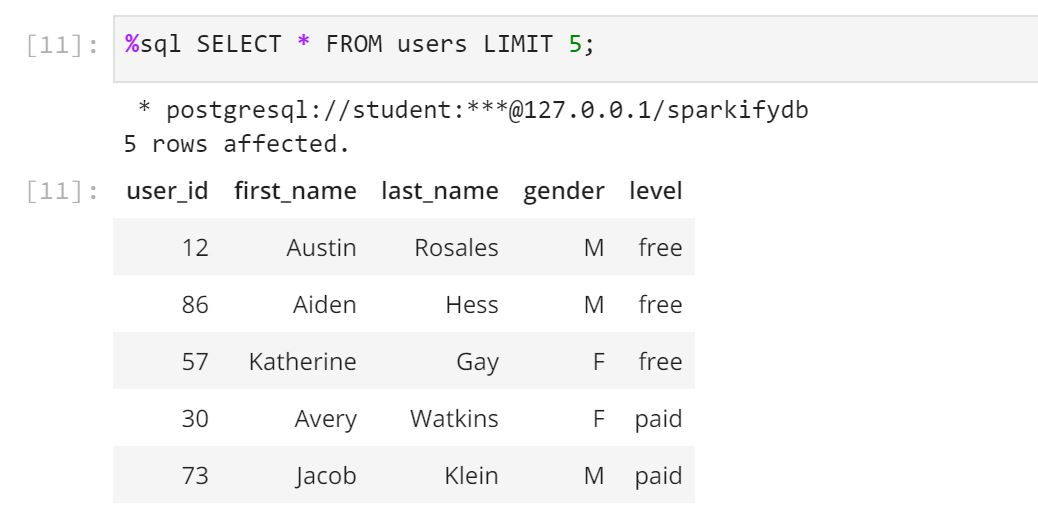 [11]: %sql SELECT * FROM users LIMIT 5;
* postgresql://student:***@127.0.0.1/sparkifydb
5 rows affected.
[11]: user_id first_name last_name gender level
12 Austin Rosales M free
86 Aiden Hess M free
57 Katherine Gay F free
30 Avery Watkins F paid
73 Jacob Klein M paid